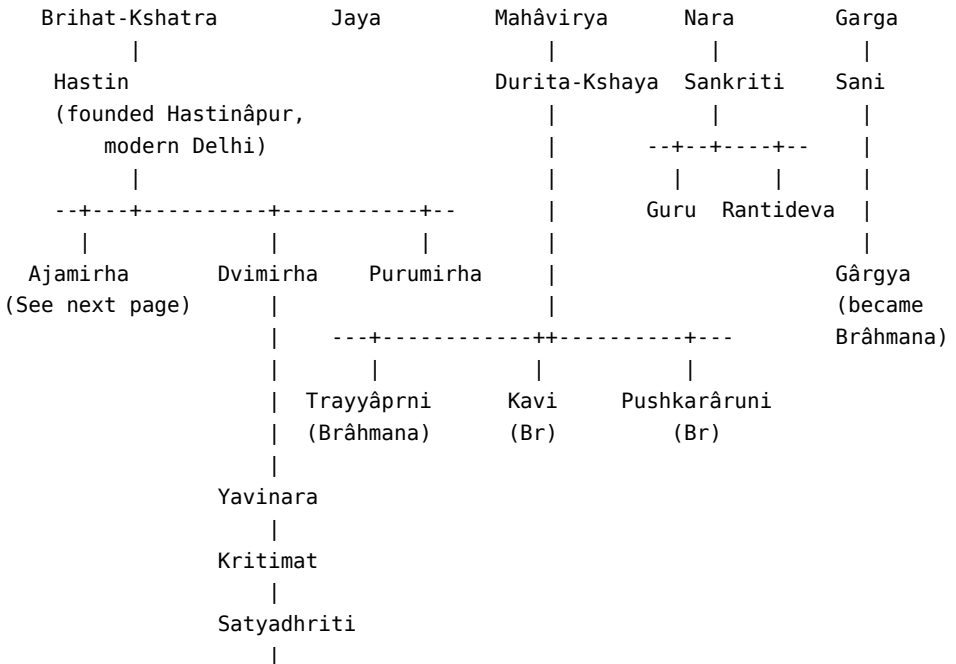 Brihat-Kshatra Jaya Mahâvirya Nara Garga
| | | |
Hastin Durita-Kshaya Sankriti Sani
(founded Hastinâpur, | | |
modern Delhi) | --+--+----+-- |
| | | | |
--+---+----------+-----------+-- | Guru Rantideva |
| | | | |
Ajamirha Dvimirha Purumirha | Gârgya
(See next page) | | (became
| ---+------------++----------+--- Brâhmana)
| | | |
| Trayyâprni Kavi Pushkarâruni
| (Brâhmana) (Br) (Br)
|
Yavinara
|
Kritimat
|
Satyadhriti
|